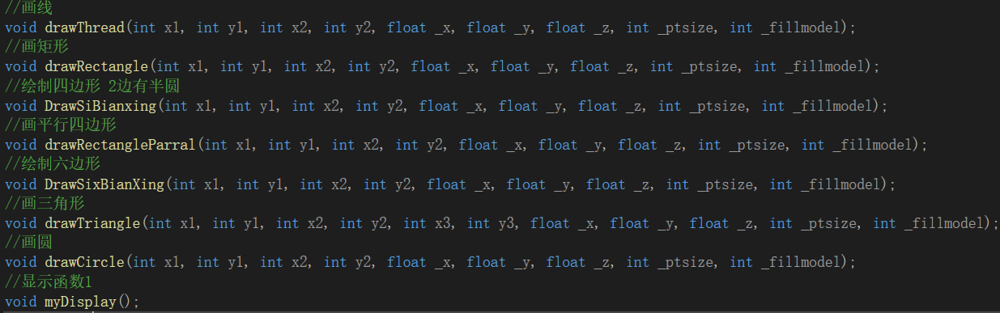 //画线
void drawThread(int x1, int y1, int x2, int y2, float _x, float _y, float _z, int _ptsize, int _fillmodel);
//画矩形
void drawRectangle(int x1, int y1, int x2, int y2, float _x, float _y, float _z, int _ptsize, int _fillmodel);
//绘制四边形 2边有半圆
void DrawSiBianxing(int x1, int y1, int x2, int y2, float _x, float _y, float _z, int _ptsize, int _fillmodel);
//画平行四边形
void drawRectangleParral(int x1, int y1, int x2, int y2, float _x, float _y, float _z, int _ptsize, int _fillmodel);
//绘制六边形
void DrawSixBianXing(int x1, int y1, int x2, int y2, float _x, float _y, float _z, int _ptsize, int _fillmodel);
//画三角形
void drawTriangle(int x1, int y1, int x2, int y2, int x3, int y3, float _x, float _y, float _z, int _ptsize, int _fillmodel);
//画圆
void drawCircle(int x1, int y1, int x2, int y2, float _x, float _y, float _z, int _ptsize, int _fillmodel);
//显示函数1
void myDisplay();